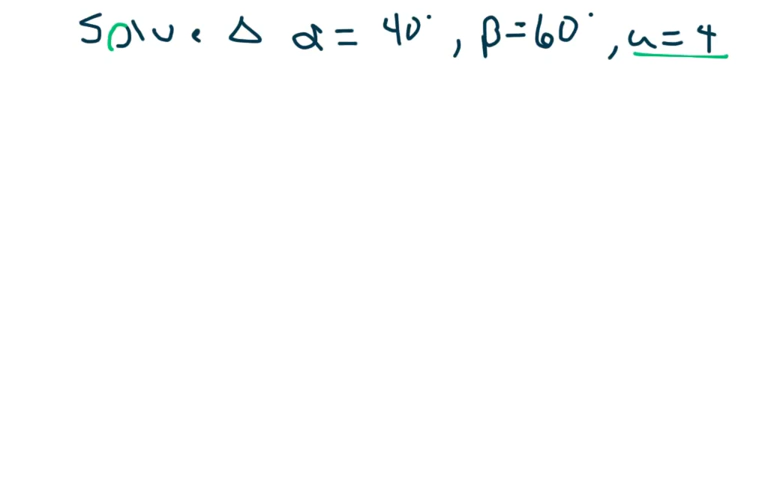 Solve Δ α = 40°, β = 60°, a = 4